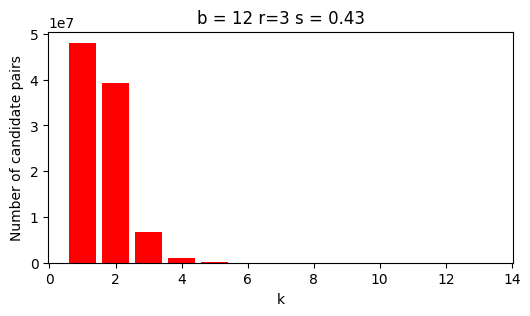 b = 12 r=3 s = 0.43
1e7
5
4
3
2
1
0
Number of candidate pairs
0 2 4 6 8 10 12 14
k